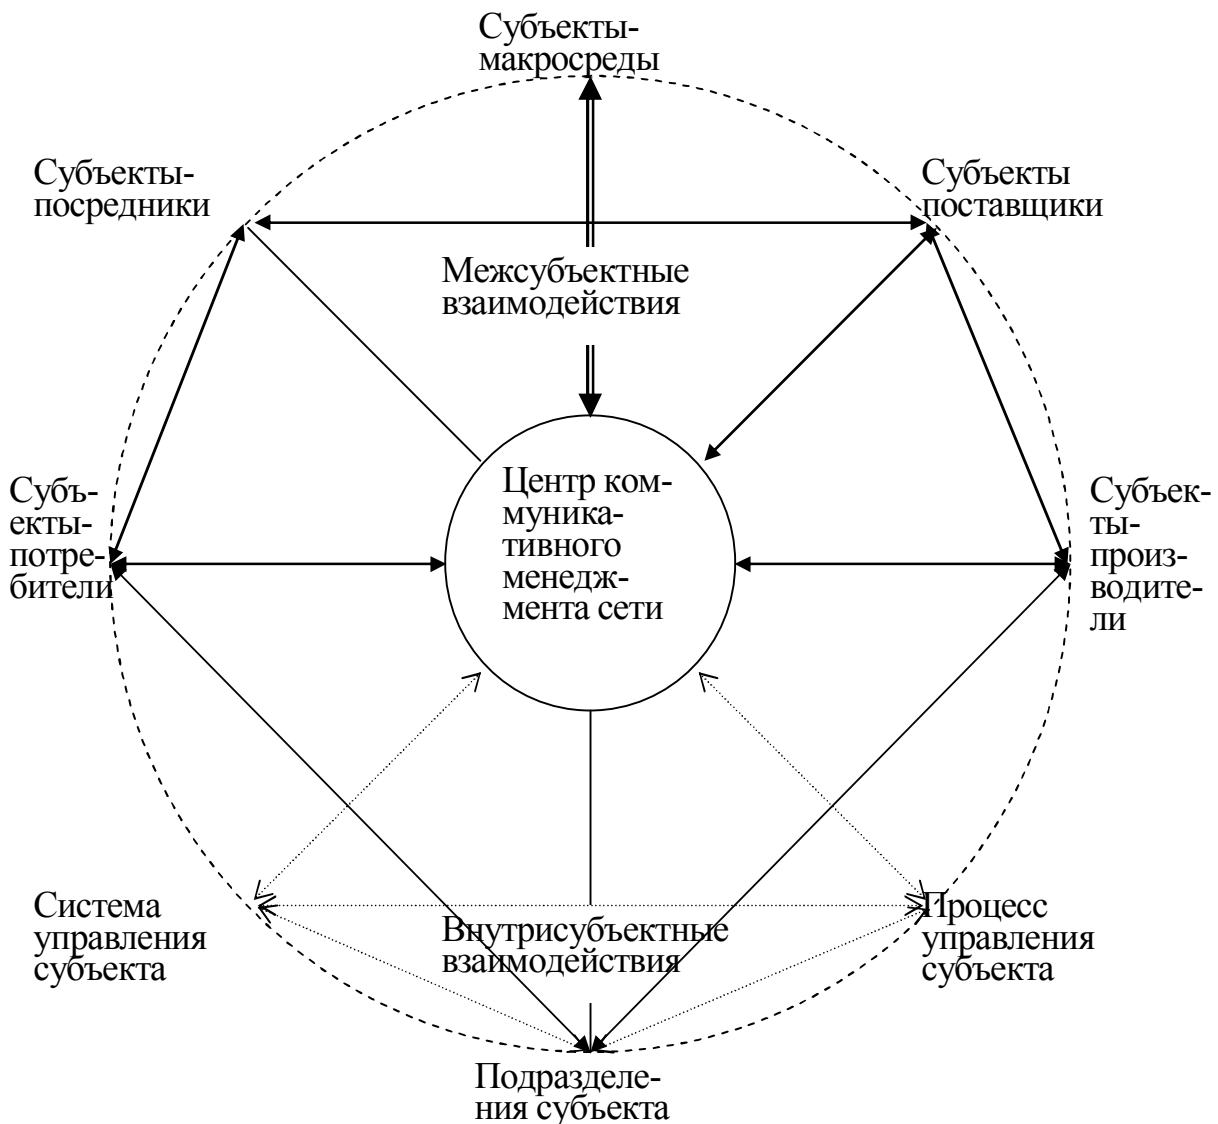 Субъекты-
макросреды
Субъекты-
посредники
Субъекты
поставщики
Межсубъектные
взаимодействия
Субъ-
екты-
потре-
бители
Центр ком-
муника-
тивного
менедж-
мента сети
Субъек-
ты-
произ-
водите-
ли
Система
управления
субъекта
Внутрисубъектные
взаимодействия
Процесс
управления
субъекта
Подразделе-
ния субъекта